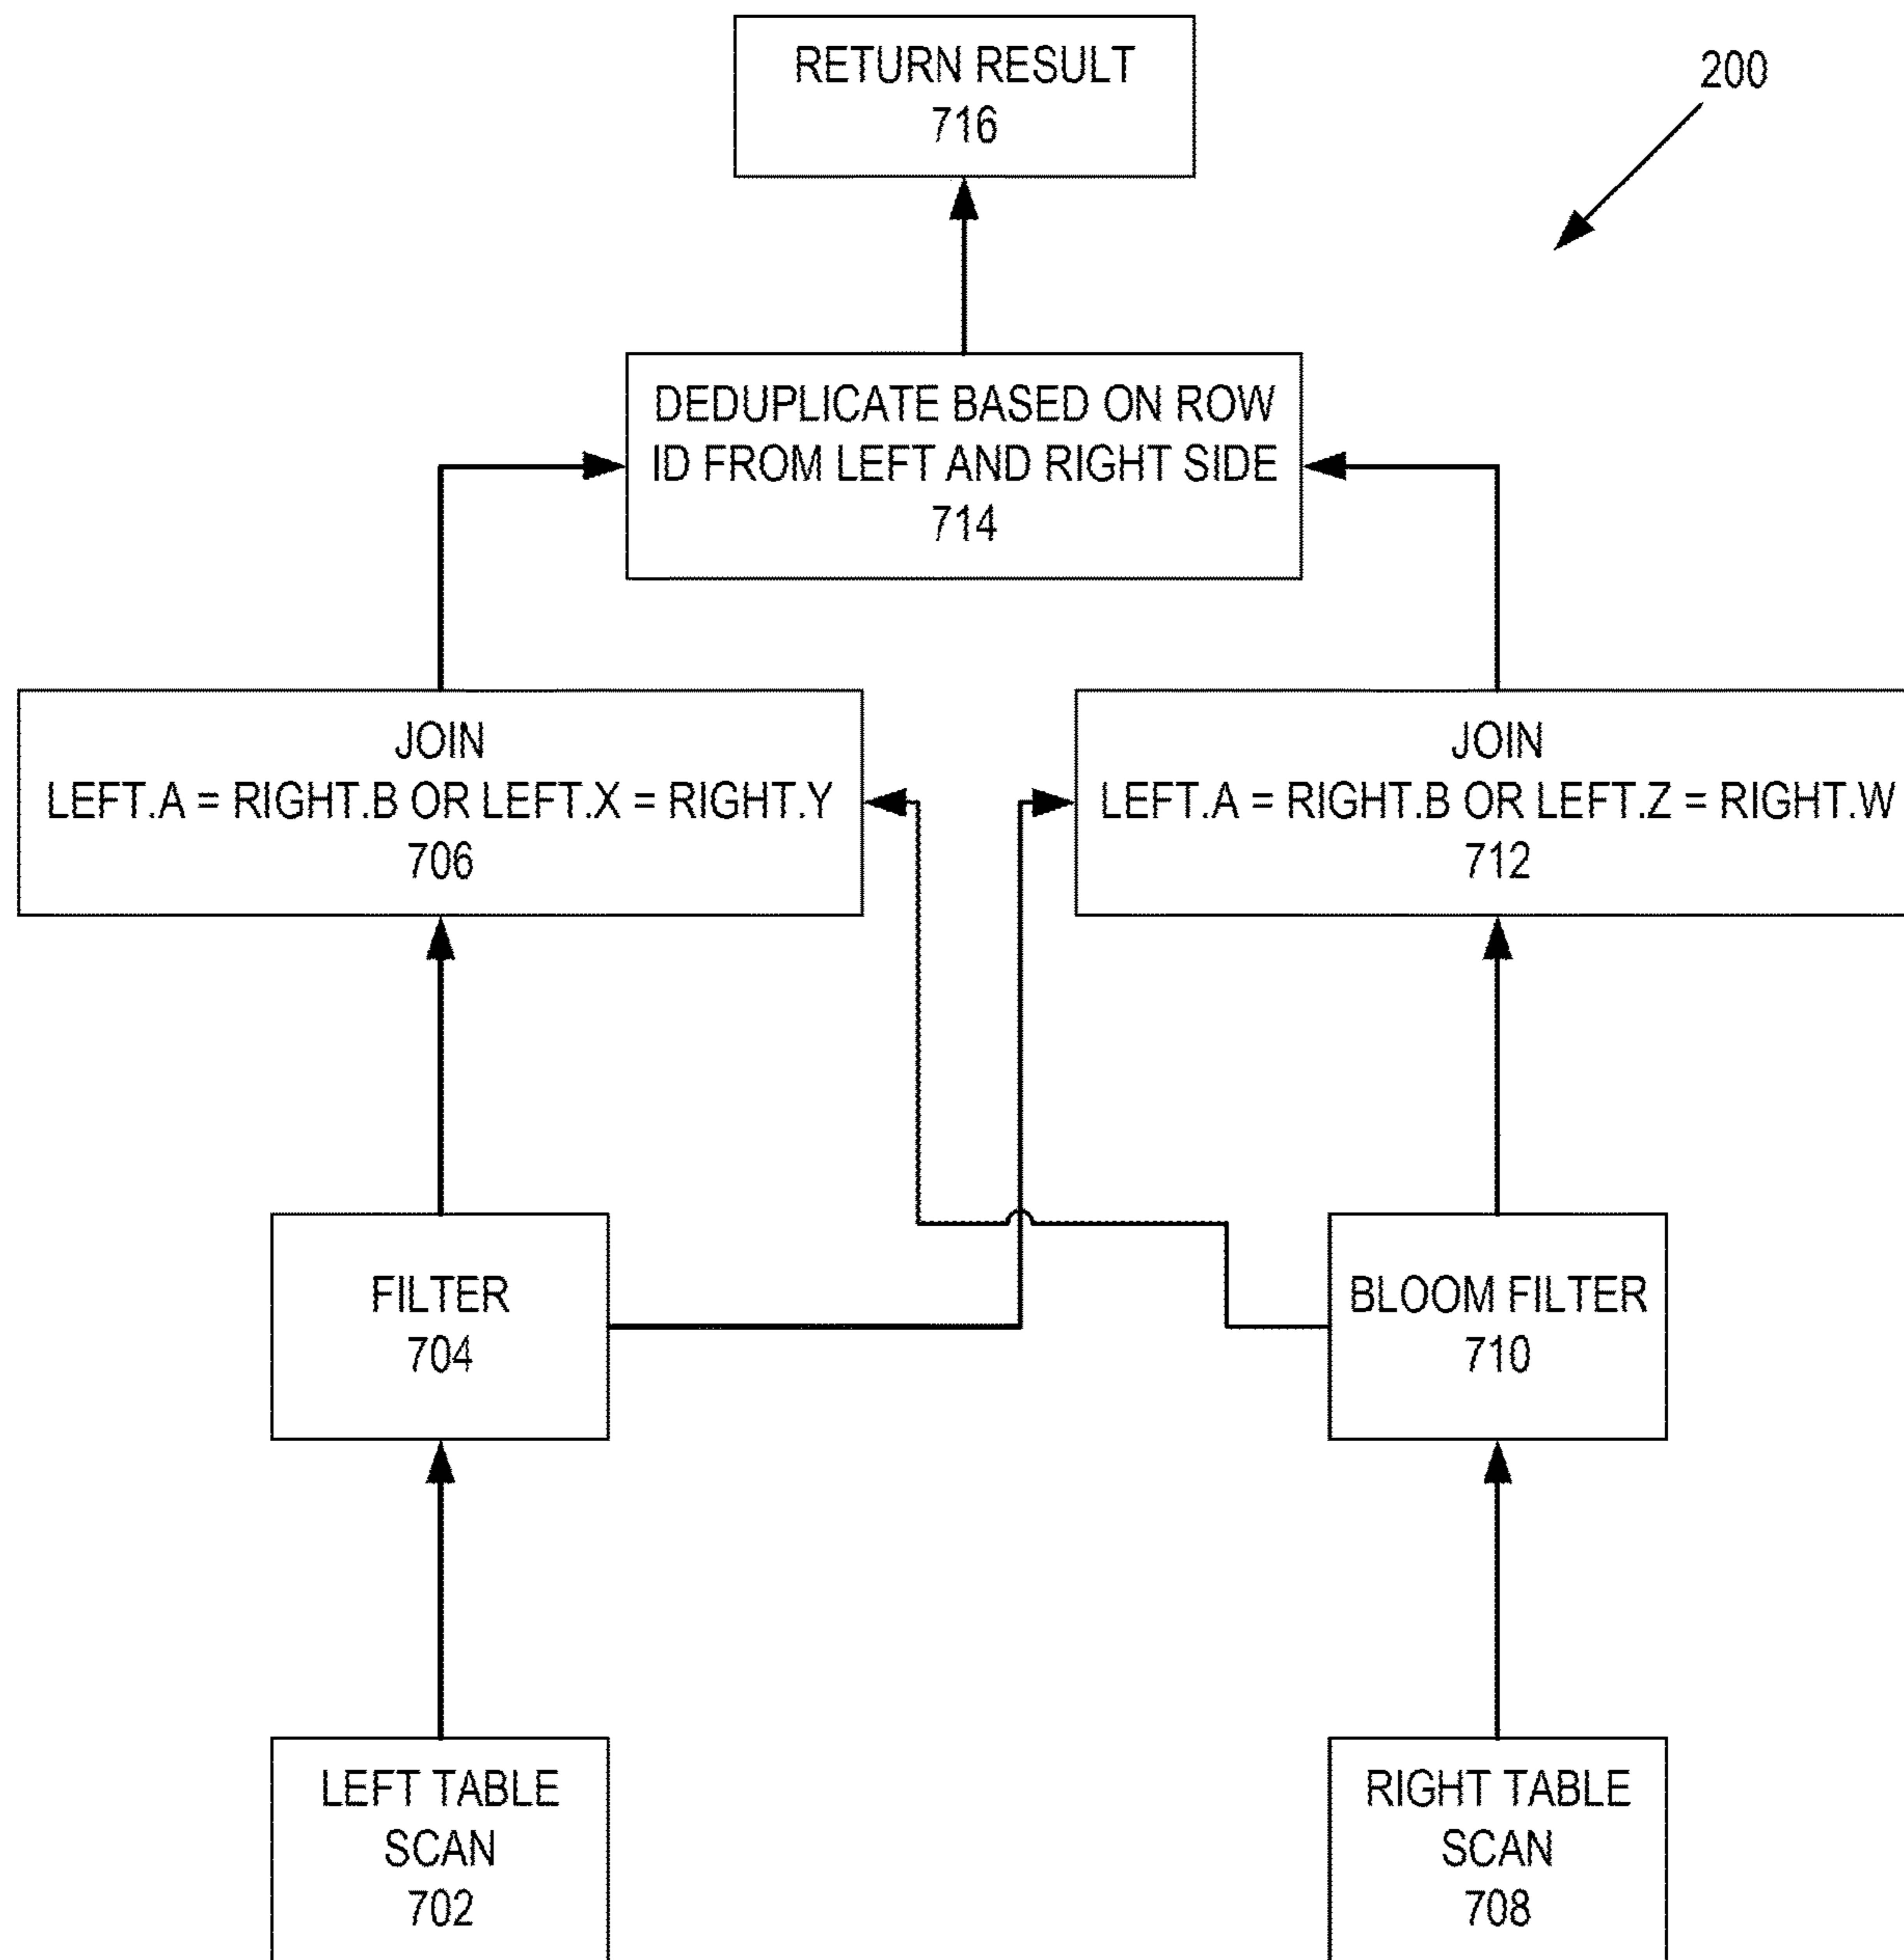 RETURN RESULT
716
200
DEDUPLICATE BASED ON ROW
ID FROM LEFT AND RIGHT SIDE
714
JOIN
LEFT.A = RIGHT.B OR LEFT.X = RIGHT.Y
706
JOIN
LEFT.A = RIGHT.B OR LEFT.Z = RIGHT.W
712
FILTER
704
BLOOM FILTER
710
LEFT TABLE
SCAN
702
RIGHT TABLE
SCAN
708